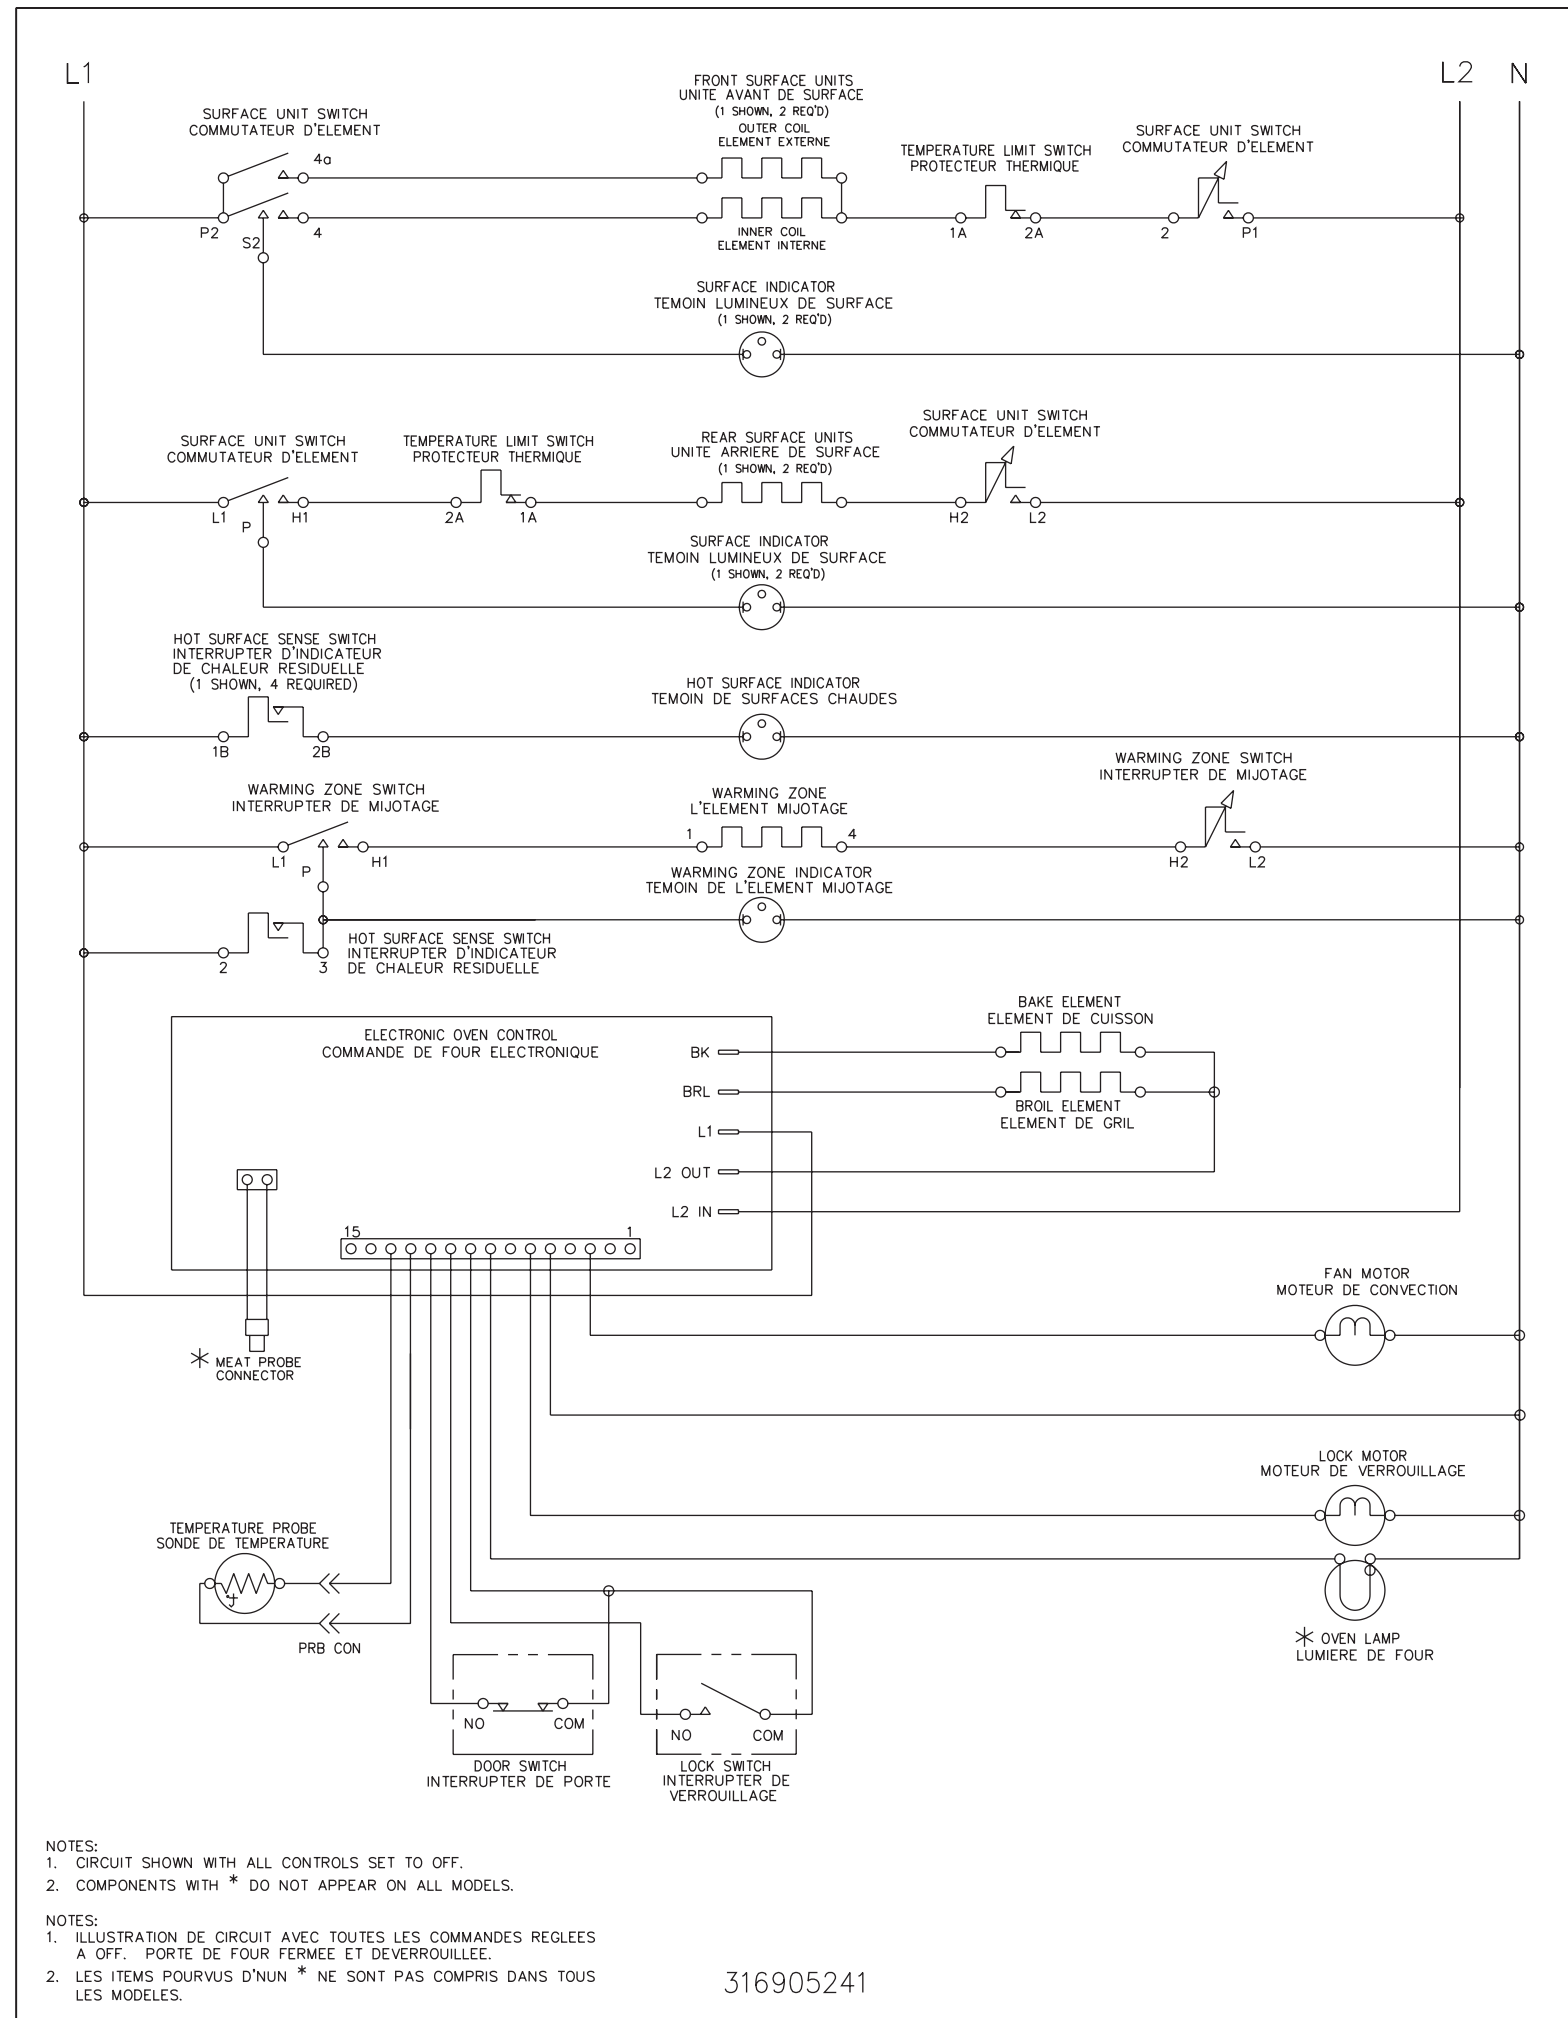 L1
L2 N
FRONT SURFACE UNITS
UNITE AVANT DE SURFACE
(1 SHOWN, 2 REQ'D)
OUTER COIL
ELEMENT EXTERNE
SURFACE UNIT SWITCH
COMMUTATEUR D'ELEMENT
4a
TEMPERATURE LIMIT SWITCH
PROTECTEUR THERMIQUE
SURFACE UNIT SWITCH
COMMUTATEUR D'ELEMENT
P2
S2
4
INNER COIL
ELEMENT INTERNE
1A
2A
2
P1
SURFACE INDICATOR
TEMOIN LUMINEUX DE SURFACE
(1 SHOWN, 2 REQ'D)
SURFACE UNIT SWITCH
COMMUTATEUR D'ELEMENT
TEMPERATURE LIMIT SWITCH
PROTECTEUR THERMIQUE
REAR SURFACE UNITS
UNITE ARRIERE DE SURFACE
(1 SHOWN, 2 REQ'D)
SURFACE UNIT SWITCH
COMMUTATEUR D'ELEMENT
L1
P
H1
2A
1A
H2
L2
SURFACE INDICATOR
TEMOIN LUMINEUX DE SURFACE
(1 SHOWN, 2 REQ'D)
HOT SURFACE SENSE SWITCH
INTERRUPTER D'INDICATEUR
DE CHALEUR RESIDUELLE
(1 SHOWN, 4 REQUIRED)
HOT SURFACE INDICATOR
TEMOIN DE SURFACES CHAUDES
1B
2B
WARMING ZONE SWITCH
INTERRUPTER DE MIJOTAGE
WARMING ZONE
L'ELEMENT MIJOTAGE
WARMING ZONE SWITCH
INTERRUPTER DE MIJOTAGE
1
4
L1
P
H1
H2
L2
WARMING ZONE INDICATOR
TEMOIN DE L'ELEMENT MIJOTAGE
2
3
HOT SURFACE SENSE SWITCH
INTERRUPTER D'INDICATEUR
DE CHALEUR RESIDUELLE
ELECTRONIC OVEN CONTROL
COMMANDE DE FOUR ELECTRONIQUE
BAKE ELEMENT
ELEMENT DE CUISSON
BK
BRL
BROIL ELEMENT
ELEMENT DE GRIL
L1
L2 OUT
L2 IN
15
1
* MEAT PROBE
CONNECTOR
FAN MOTOR
MOTEUR DE CONVECTION
LOCK MOTOR
MOTEUR DE VERROUILLAGE
TEMPERATURE PROBE
SONDE DE TEMPERATURE
t
PRB CON
* OVEN LAMP
LUMIERE DE FOUR
NO
COM
DOOR SWITCH
INTERRUPTER DE PORTE
NO
COM
LOCK SWITCH
INTERRUPTER DE
VERROUILLAGE
NOTES:
1. CIRCUIT SHOWN WITH ALL CONTROLS SET TO OFF.
2. COMPONENTS WITH * DO NOT APPEAR ON ALL MODELS.
NOTES:
1. ILLUSTRATION DE CIRCUIT AVEC TOUTES LES COMMANDES REGLEES
A OFF. PORTE DE FOUR FERMEE ET DEVERROUILLEE.
2. LES ITEMS POURVUS D'NUN * NE SONT PAS COMPRIS DANS TOUS
LES MODELES.
316905241